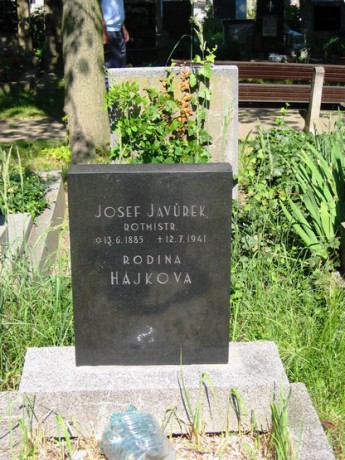 JOSEF JAVŮREK,
ROTMISTR.
☆13.6.1885 +12.7.1941
RODINA
HÁJKOVA